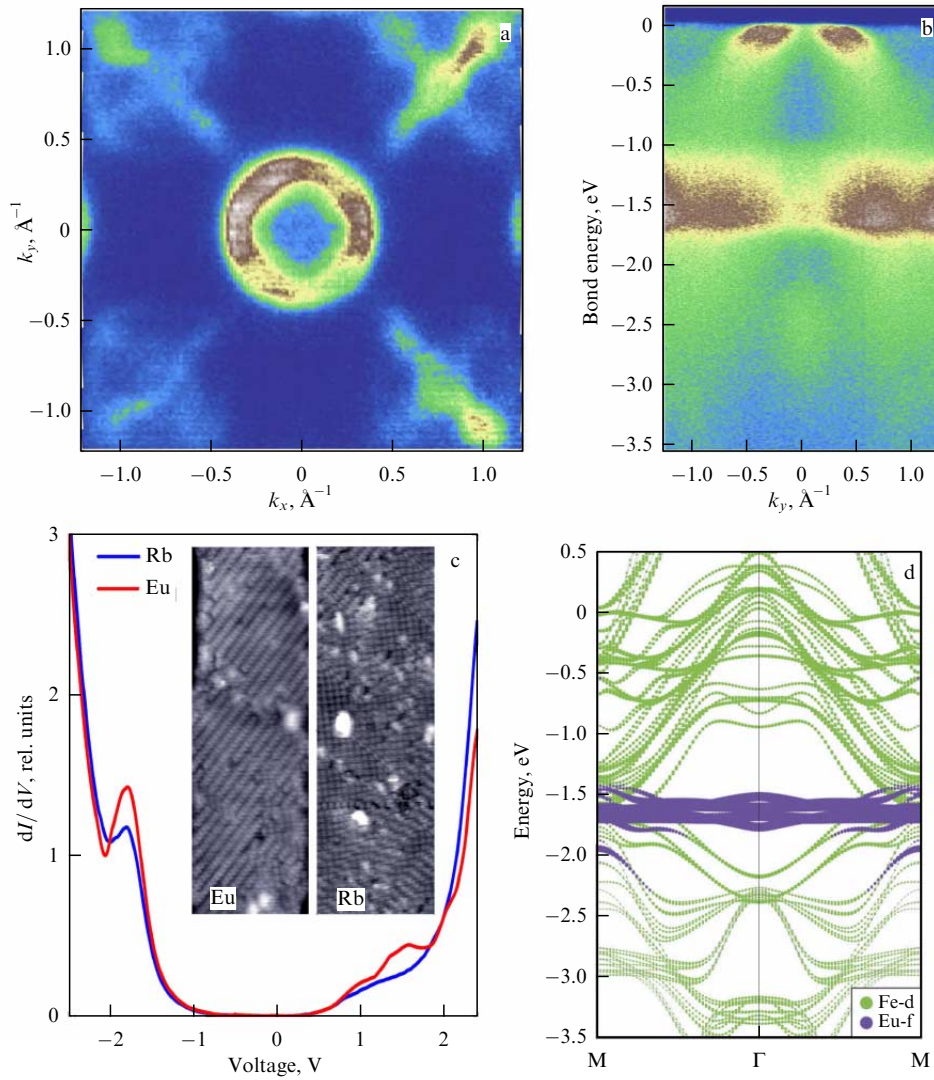 a
1.0
0.5
0
−0.5
−1.0
k_y, Å⁻¹
−1.0 −0.5 0 0.5 1.0
k_x, Å⁻¹
b
0
−0.5
−1.0
−1.5
−2.0
−2.5
−3.0
−3.5
Bond energy, eV
−1.0 −0.5 0 0.5 1.0
k_y, Å⁻¹
3
2
1
0
dI/dV, rel. units
Rb
Eu
c
Eu
Rb
−2 −1 0 1 2
Voltage, V
d
0.5
0
−0.5
−1.0
−1.5
−2.0
−2.5
−3.0
−3.5
Energy, eV
Fe-d
Eu-f
M Γ M